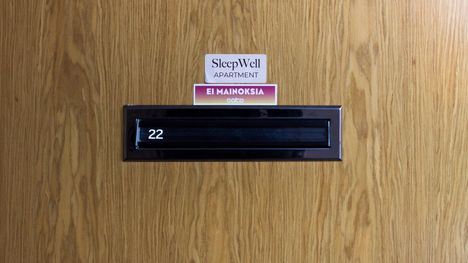 SleepWell
APARTMENT
EI MAINOKSIA
22